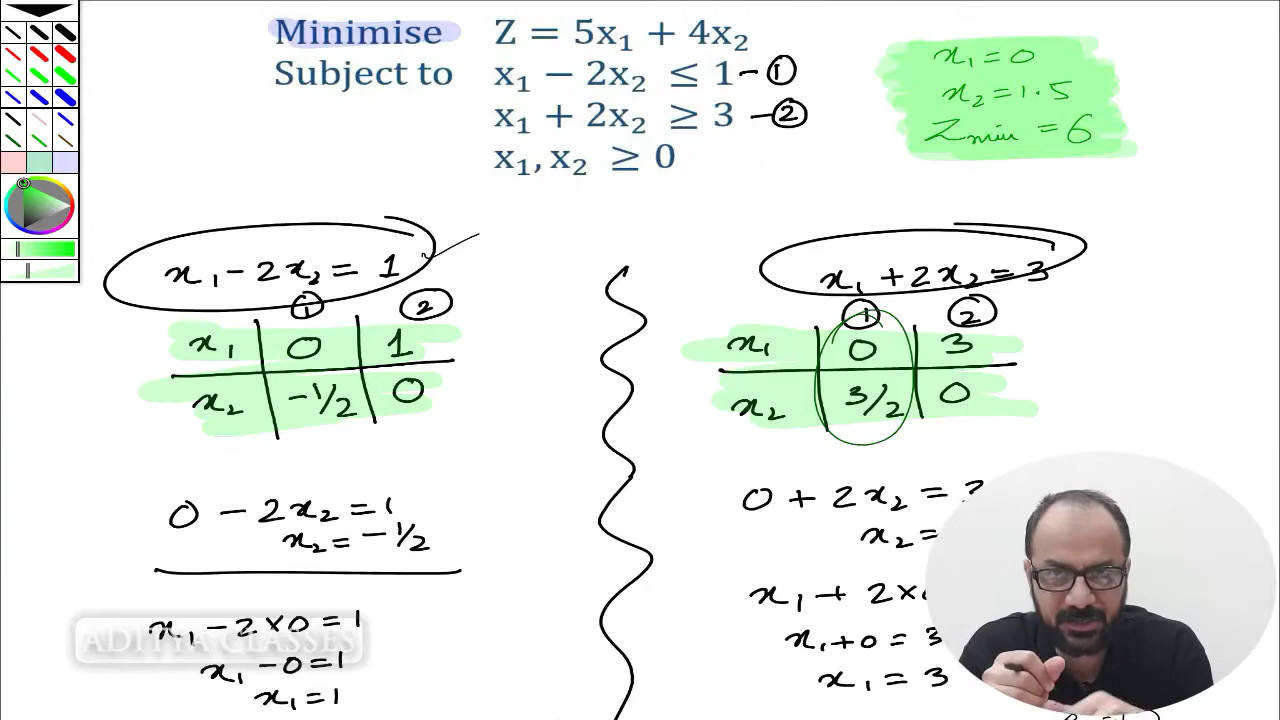 Minimise Z = 5x₁ + 4x₂
Subject to x₁ − 2x₂ ≤ 1 – ①
x₁ + 2x₂ ≥ 3 – ②
x₁, x₂ ≥ 0
x₁ = 0
x₂ = 1.5
Zmin = 6
x₁ − 2x₂ = 1
① ②
x₁ 0 1
x₂ −1/2 0
0 − 2x₂ = 1
x₂ = −1/2
x₁ − 2×0 = 1
x₁ − 0 = 1
x₁ = 1
ADITYA CLASSES
x₁ + 2x₂ = 3
① ②
x₁ 0 3
x₂ 3/2 0
0 + 2x₂ =
x₂ =
x₁ + 2×
x₁ + 0 = 3
x₁ = 3